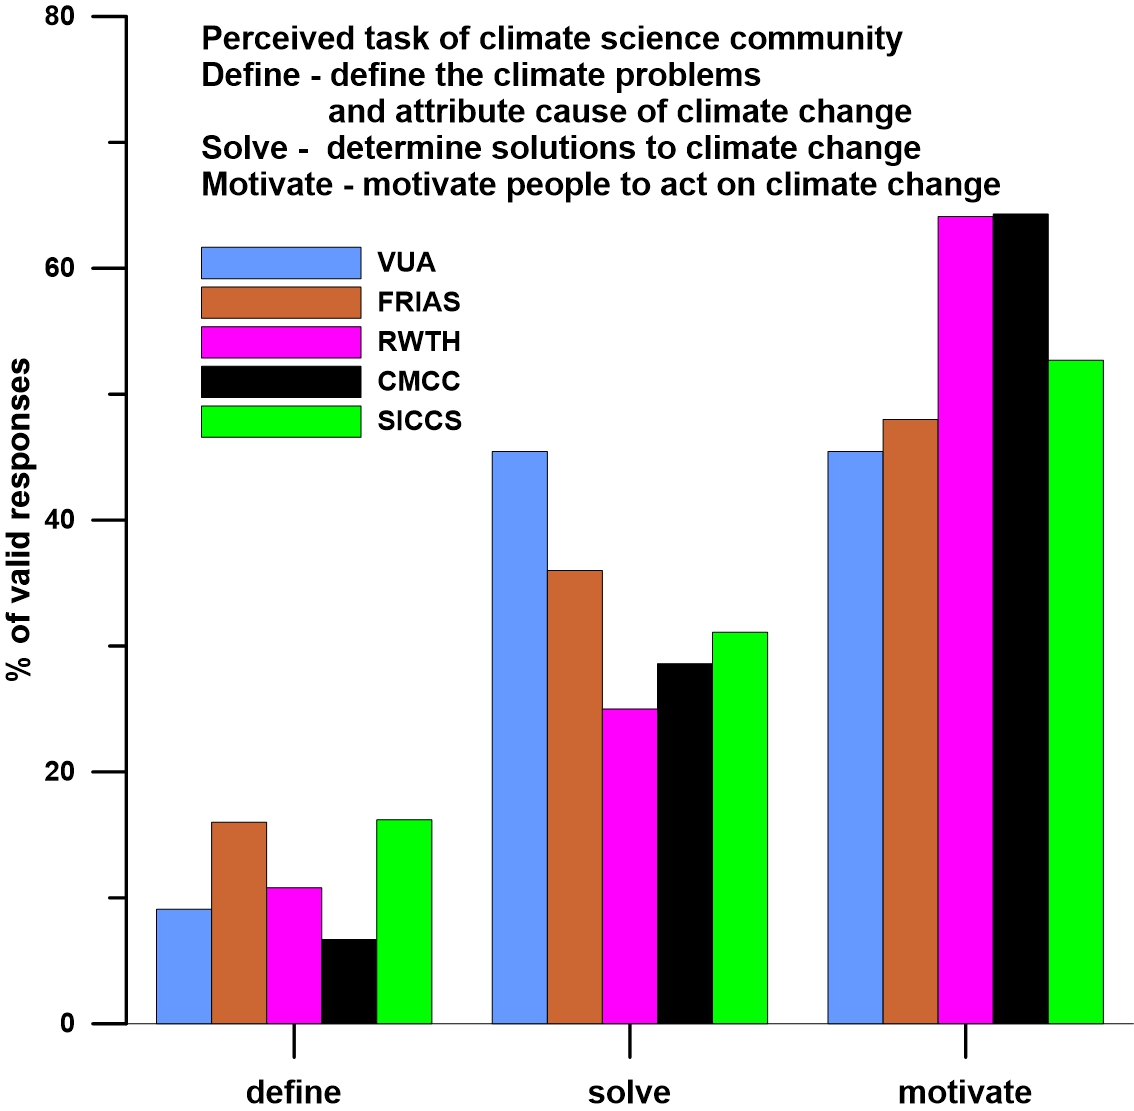 80
Perceived task of climate science community
Define - define the climate problems
and attribute cause of climate change
Solve - determine solutions to climate change
Motivate - motivate people to act on climate change
60
VUA
FRIAS
RWTH
CMCC
SICCS
% of valid responses
40
20
0
define solve motivate